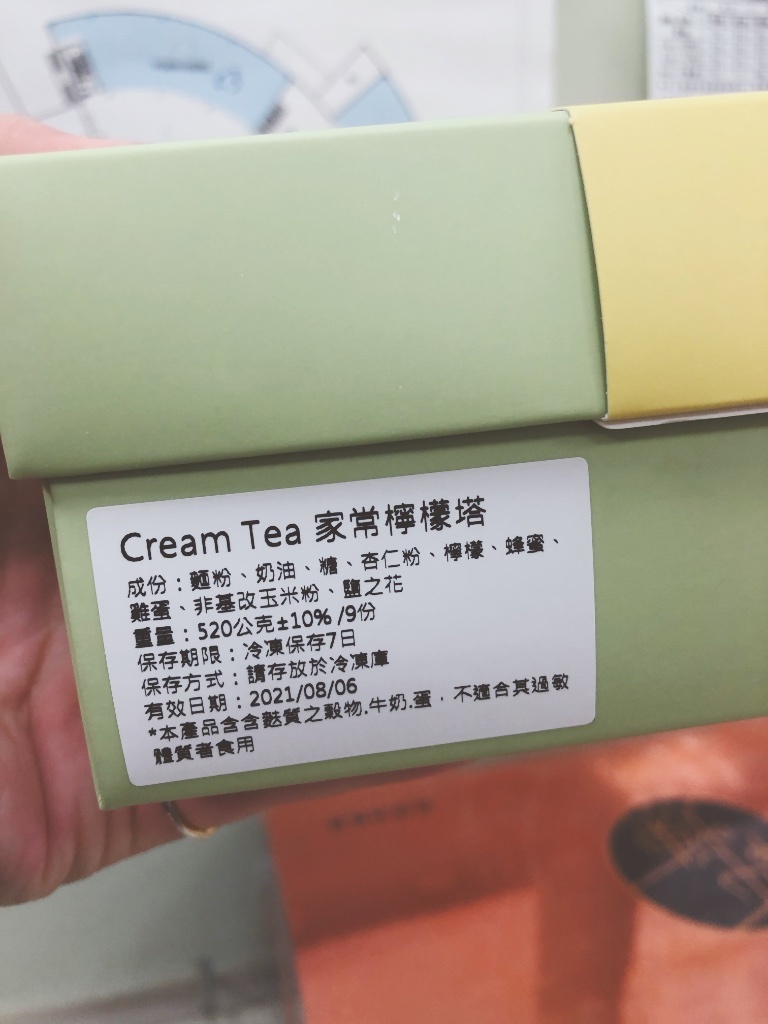 Cream Tea 家常檸檬塔
成份：麵粉、奶油、糖、杏仁粉、檸檬、蜂蜜、
雞蛋、非基改玉米粉、鹽之花
重量：520公克±10% /9份
保存期限：冷凍保存7日
保存方式：請存放於冷凍庫
有效日期：2021/08/06
*本產品含含麩質之穀物.牛奶.蛋，不適合其過敏
體質者食用